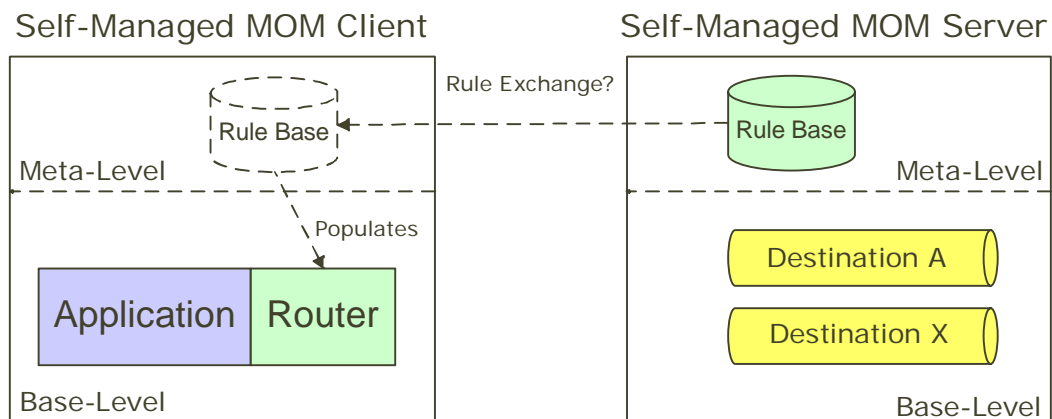 Self-Managed MOM Client
Self-Managed MOM Server
Rule Exchange?
Rule Base
Rule Base
Meta-Level
Meta-Level
Populates
Destination A
Application
Router
Destination X
Base-Level
Base-Level